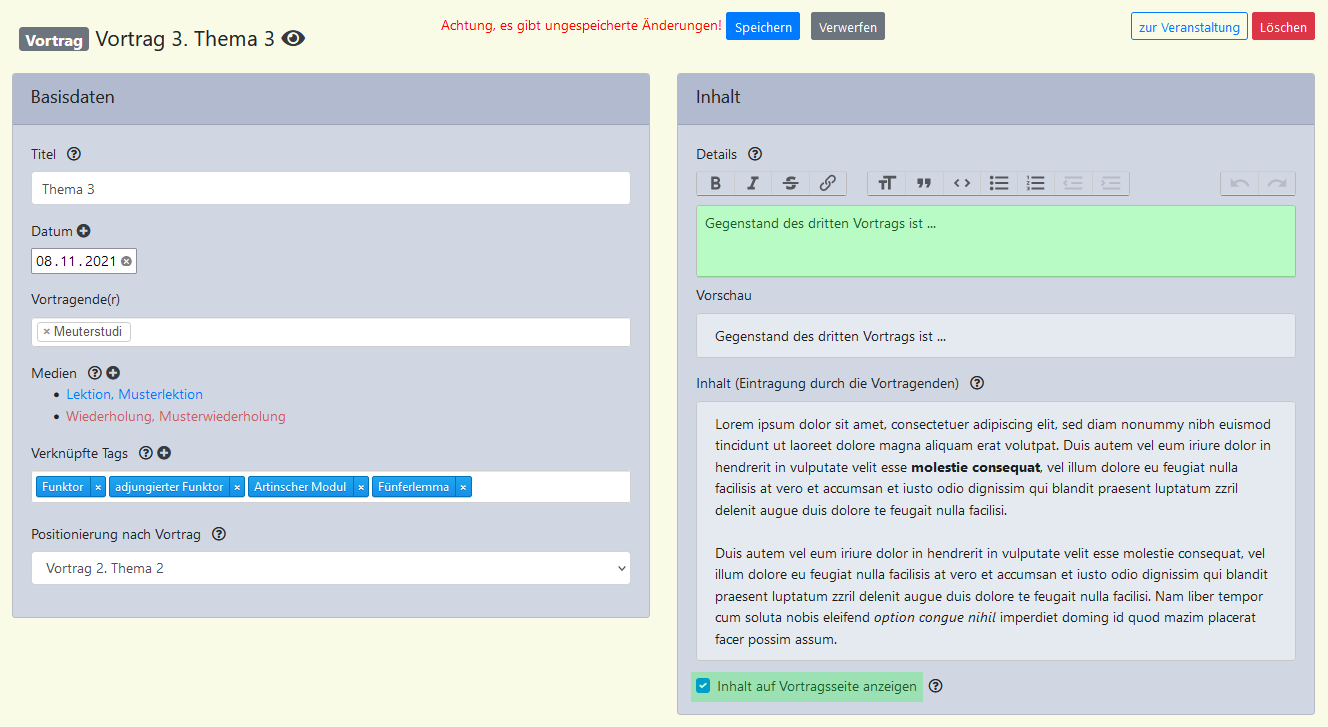 Vortrag Vortrag 3. Thema 3
Achtung, es gibt ungespeicherte Änderungen! Speichern Verwerfen
zur Veranstaltung Löschen
Basisdaten
Titel
Thema 3
Datum
08.11.2021
Vortragende(r)
× Meuterstudi
Medien
• Lektion, Musterlektion
• Wiederholung, Musterwiederholung
Verknüpfte Tags
Funktor × adjungierter Funktor × Artinscher Modul × Fünferlemma ×
Positionierung nach Vortrag
Vortrag 2. Thema 2
Inhalt
Details
Gegenstand des dritten Vortrags ist ...
Vorschau
Gegenstand des dritten Vortrags ist ...
Inhalt (Eintragung durch die Vortragenden)
Lorem ipsum dolor sit amet, consectetuer adipiscing elit, sed diam nonummy nibh euismod
tincidunt ut laoreet dolore magna aliquam erat volutpat. Duis autem vel eum iriure dolor in
hendrerit in vulputate velit esse molestie consequat, vel illum dolore eu feugiat nulla
facilisis at vero et accumsan et iusto odio dignissim qui blandit praesent luptatum zzril
delenit augue duis dolore te feugait nulla facilisi.
Duis autem vel eum iriure dolor in hendrerit in vulputate velit esse molestie consequat, vel
illum dolore eu feugiat nulla facilisis at vero et accumsan et iusto odio dignissim qui blandit
praesent luptatum zzril delenit augue duis dolore te feugait nulla facilisi. Nam liber tempor
cum soluta nobis eleifend option congue nihil imperdiet doming id quod mazim placerat
facer possim assum.
Inhalt auf Vortragsseite anzeigen